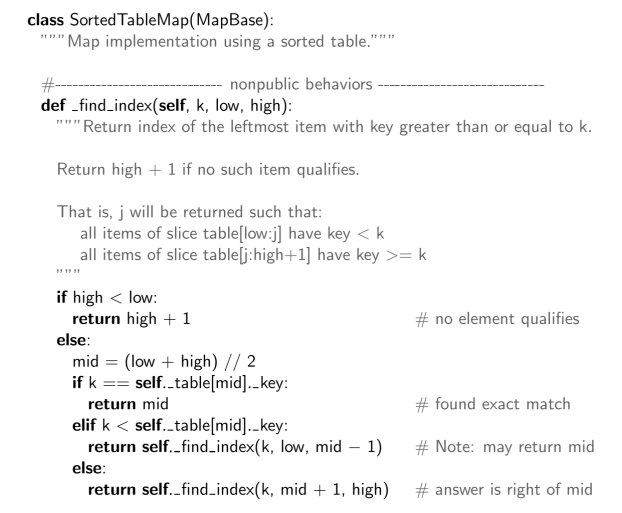 class SortedTableMap(MapBase):
"""Map implementation using a sorted table."""
#---------------------------- nonpublic behaviors ----------------------------
def _find_index(self, k, low, high):
"""Return index of the leftmost item with key greater than or equal to k.
Return high + 1 if no such item qualifies.
That is, j will be returned such that:
all items of slice table[low:j] have key < k
all items of slice table[j:high+1] have key >= k
"""
if high < low:
return high + 1 # no element qualifies
else:
mid = (low + high) // 2
if k == self._table[mid]._key:
return mid # found exact match
elif k < self._table[mid]._key:
return self._find_index(k, low, mid − 1) # Note: may return mid
else:
return self._find_index(k, mid + 1, high) # answer is right of mid